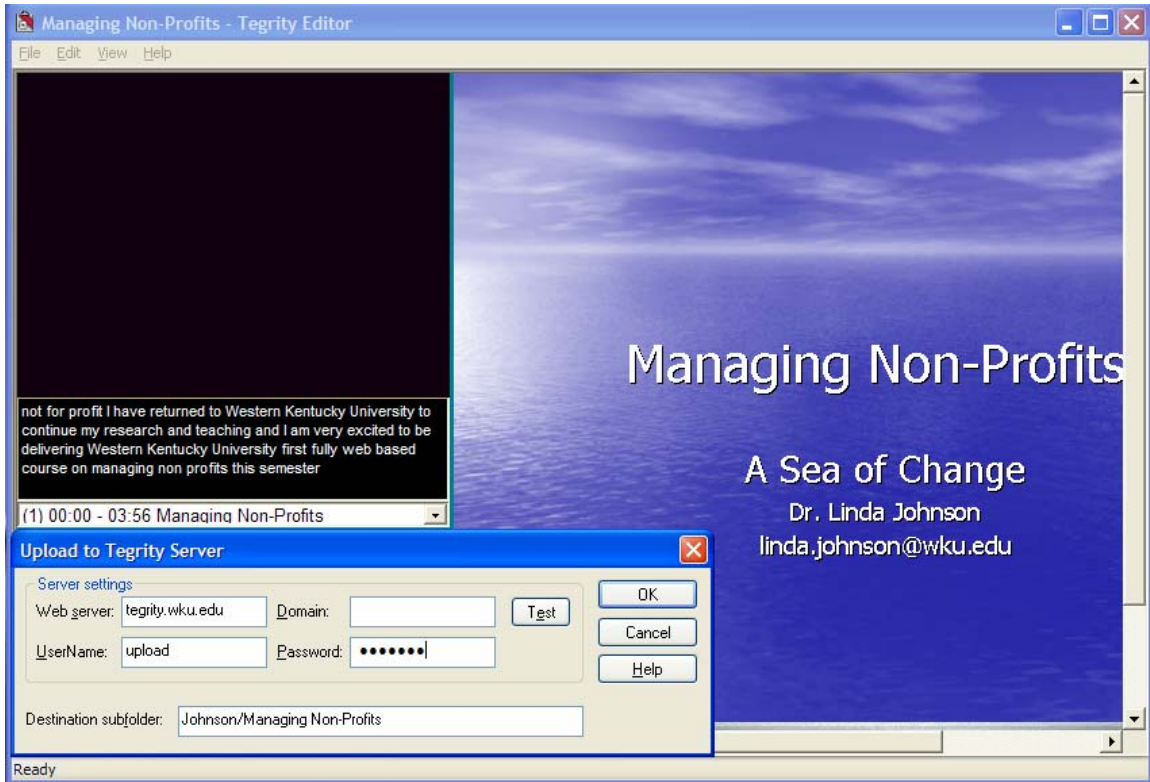 Managing Non-Profits - Tegrity Editor
File Edit View Help
not for profit I have returned to Western Kentucky University to
continue my research and teaching and I am very excited to be
delivering Western Kentucky University first fully web based
course on managing non profits this semester
(1) 00:00 - 03:56 Managing Non-Profits
Managing Non-Profits
A Sea of Change
Dr. Linda Johnson
linda.johnson@wku.edu
Upload to Tegrity Server
Server settings
Web server: tegrity.wku.edu Domain: Test
UserName: upload Password: •••••••
Destination subfolder: Johnson/Managing Non-Profits
OK
Cancel
Help
Ready